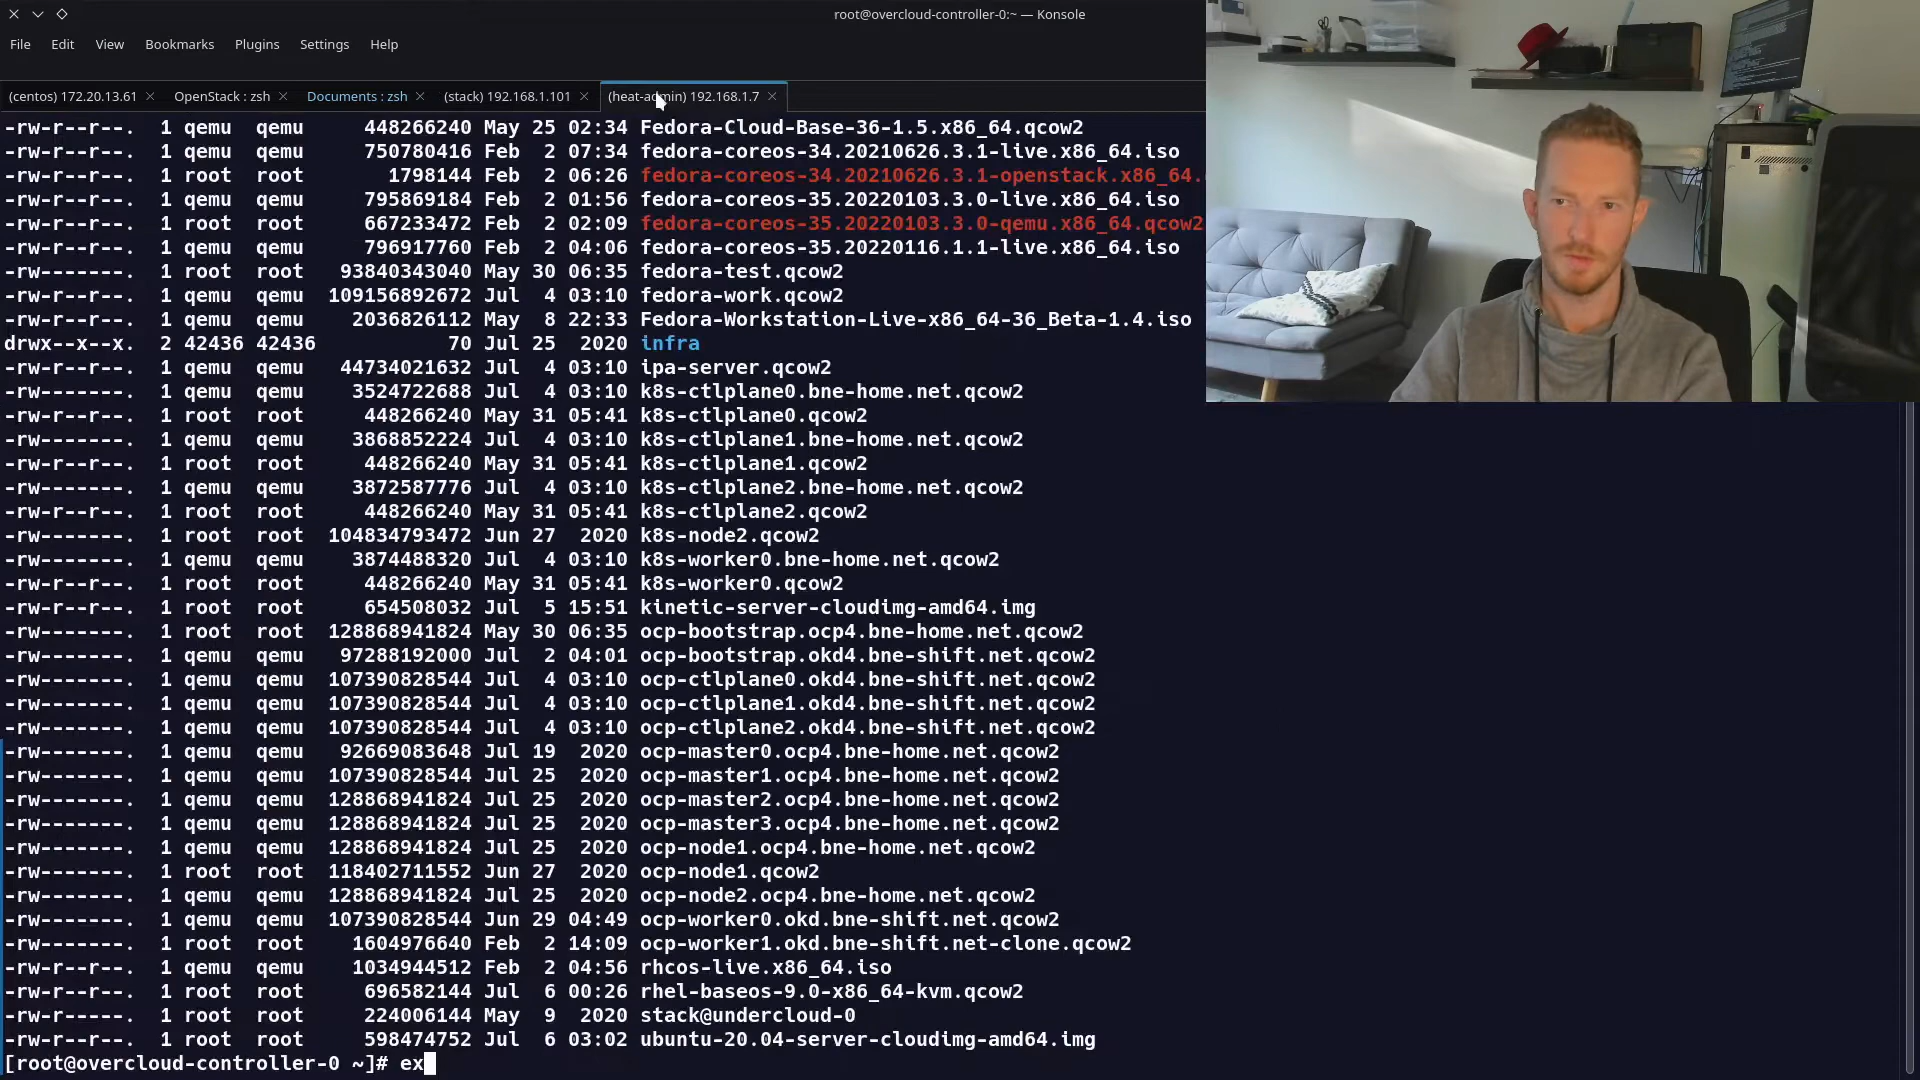 root@overcloud-controller-0:~ — Konsole
File Edit View Bookmarks Plugins Settings Help
(centos) 172.20.13.61 OpenStack : zsh Documents : zsh (stack) 192.168.1.101 (heat-admin) 192.168.1.7
-rw-r--r--. 1 qemu qemu 448266240 May 25 02:34 Fedora-Cloud-Base-36-1.5.x86_64.qcow2
-rw-r--r--. 1 qemu qemu 750780416 Feb 2 07:34 fedora-coreos-34.20210626.3.1-live.x86_64.iso
-rw-r--r--. 1 root root 1798144 Feb 2 06:26 fedora-coreos-34.20210626.3.1-openstack.x86_64.
-rw-r--r--. 1 qemu qemu 795869184 Feb 2 01:56 fedora-coreos-35.20220103.3.0-live.x86_64.iso
-rw-r--r--. 1 root root 667233472 Feb 2 02:09 fedora-coreos-35.20220103.3.0-qemu.x86_64.qcow2
-rw-r--r--. 1 qemu qemu 796917760 Feb 2 04:06 fedora-coreos-35.20220116.1.1-live.x86_64.iso
-rw-r--r--. 1 root root 93840343040 May 30 06:35 fedora-test.qcow2
-rw-r--r--. 1 qemu qemu 109156892672 Jul 4 03:10 fedora-work.qcow2
-rw-r--r--. 1 qemu qemu 2036826112 May 8 22:33 Fedora-Workstation-Live-x86_64-36_Beta-1.4.iso
drwx--x--x. 2 42436 42436 70 Jul 25 2020 infra
-rw-r--r--. 1 qemu qemu 44734021632 Jul 4 03:10 ipa-server.qcow2
-rw-r--r--. 1 qemu qemu 3524722688 Jul 4 03:10 k8s-ctlplane0.bne-home.net.qcow2
-rw-r--r--. 1 root root 448266240 May 31 05:41 k8s-ctlplane0.qcow2
-rw-r--r--. 1 qemu qemu 3868852224 Jul 4 03:10 k8s-ctlplane1.bne-home.net.qcow2
-rw-r--r--. 1 root root 448266240 May 31 05:41 k8s-ctlplane1.qcow2
-rw-------. 1 qemu qemu 3872587776 Jul 4 03:10 k8s-ctlplane2.bne-home.net.qcow2
-rw-r--r--. 1 root root 448266240 May 31 05:41 k8s-ctlplane2.qcow2
-rw-------. 1 root root 104834793472 Jun 27 2020 k8s-node2.qcow2
-rw-r--r--. 1 qemu qemu 3874488320 Jul 4 03:10 k8s-worker0.bne-home.net.qcow2
-rw-r--r--. 1 root root 448266240 May 31 05:41 k8s-worker0.qcow2
-rw-r--r--. 1 root root 654508032 Jul 5 15:51 kinetic-server-cloudimg-amd64.img
-rw-------. 1 root root 128868941824 May 30 06:35 ocp-bootstrap.ocp4.bne-home.net.qcow2
-rw-------. 1 qemu qemu 97288192000 Jul 2 04:01 ocp-bootstrap.okd4.bne-shift.net.qcow2
-rw-------. 1 qemu qemu 107390828544 Jul 4 03:10 ocp-ctlplane0.okd4.bne-shift.net.qcow2
-rw-------. 1 qemu qemu 107390828544 Jul 4 03:10 ocp-ctlplane1.okd4.bne-shift.net.qcow2
-rw-------. 1 qemu qemu 107390828544 Jul 4 03:10 ocp-ctlplane2.okd4.bne-shift.net.qcow2
-rw-------. 1 qemu qemu 92669083648 Jul 19 2020 ocp-master0.ocp4.bne-home.net.qcow2
-rw-------. 1 qemu qemu 107390828544 Jul 25 2020 ocp-master1.ocp4.bne-home.net.qcow2
-rw-------. 1 qemu qemu 128868941824 Jul 25 2020 ocp-master2.ocp4.bne-home.net.qcow2
-rw-------. 1 qemu qemu 128868941824 Jul 25 2020 ocp-master3.ocp4.bne-home.net.qcow2
-rw-------. 1 qemu qemu 128868941824 Jul 25 2020 ocp-node1.ocp4.bne-home.net.qcow2
-rw-------. 1 root root 118402711552 Jun 27 2020 ocp-node1.qcow2
-rw-------. 1 qemu qemu 128868941824 Jul 25 2020 ocp-node2.ocp4.bne-home.net.qcow2
-rw-------. 1 qemu qemu 107390828544 Jun 29 04:49 ocp-worker0.okd.bne-shift.net.qcow2
-rw-------. 1 root root 1604976640 Feb 2 14:09 ocp-worker1.okd.bne-shift.net-clone.qcow2
-rw-r--r--. 1 qemu qemu 1034944512 Feb 2 04:56 rhcos-live.x86_64.iso
-rw-r--r--. 1 root root 696582144 Jul 6 00:26 rhel-baseos-9.0-x86_64-kvm.qcow2
-rw-r-----. 1 root root 224006144 May 9 2020 stack@undercloud-0
-rw-r--r--. 1 root root 598474752 Jul 6 03:02 ubuntu-20.04-server-cloudimg-amd64.img
[root@overcloud-controller-0 ~]# ex